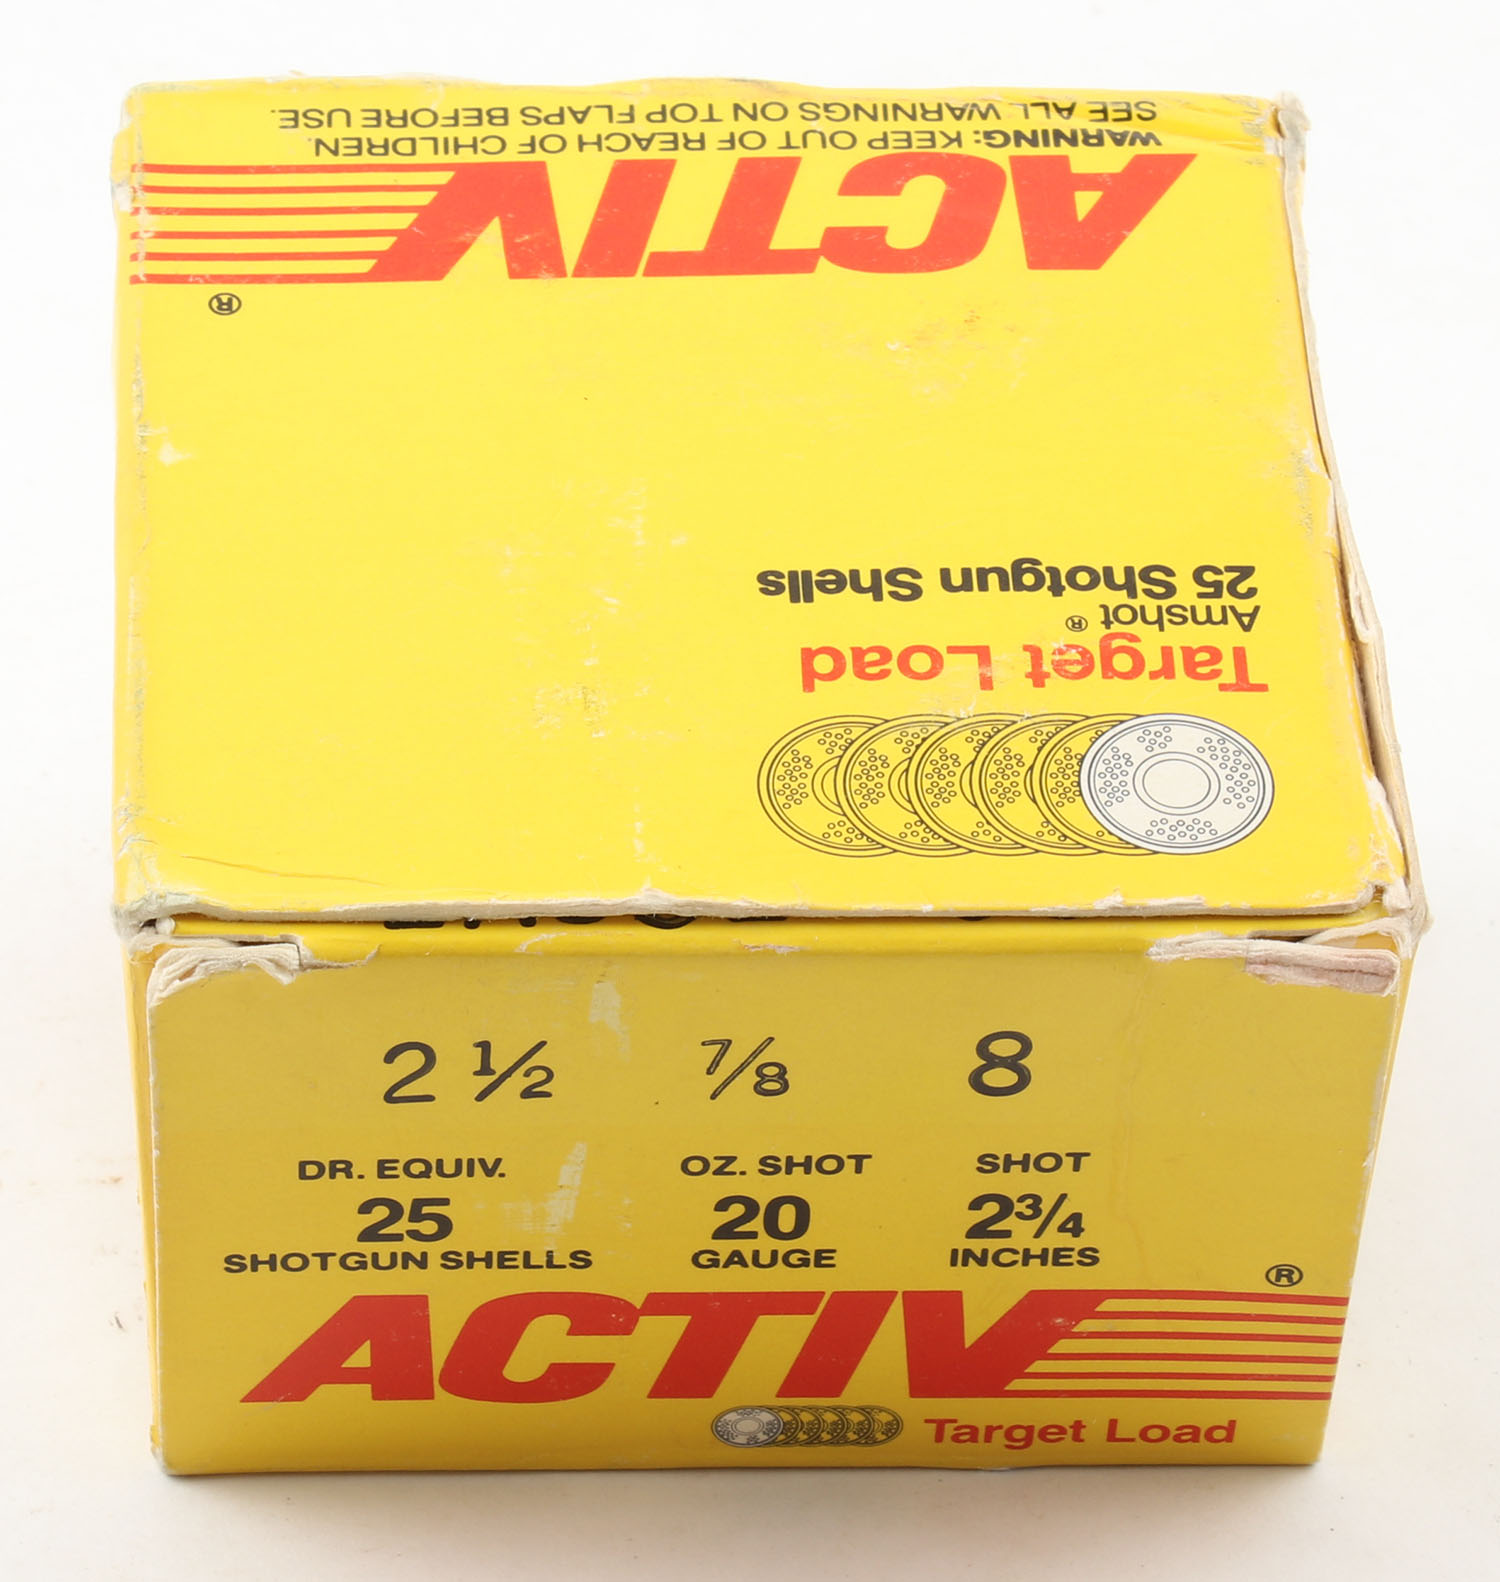 WARNING: KEEP OUT OF REACH OF CHILDREN.
SEE ALL WARNINGS ON TOP FLAPS BEFORE USE.
ACTIV®
Target Load
Amshot®
25 Shotgun Shells
2 1/2 7/8 8
DR. EQUIV. OZ. SHOT SHOT
25 20 2 3/4
SHOTGUN SHELLS GAUGE INCHES
ACTIV®
Target Load